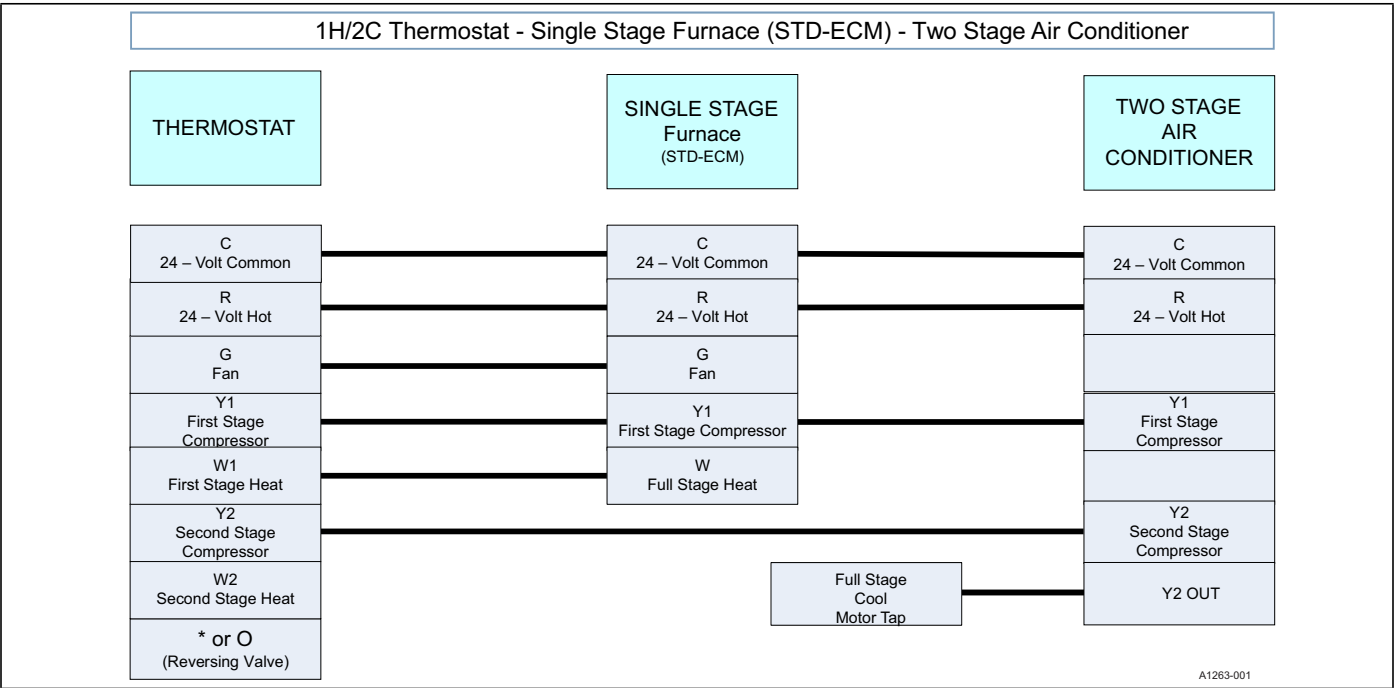 1H/2C Thermostat - Single Stage Furnace (STD-ECM) - Two Stage Air Conditioner
THERMOSTAT
SINGLE STAGE
Furnace
(STD-ECM)
TWO STAGE
AIR
CONDITIONER
C
24 – Volt Common
C
24 – Volt Common
C
24 – Volt Common
R
24 – Volt Hot
R
24 – Volt Hot
R
24 – Volt Hot
G
Fan
G
Fan
Y1
First Stage
Compressor
Y1
First Stage Compressor
Y1
First Stage
Compressor
W1
First Stage Heat
W
Full Stage Heat
Y2
Second Stage
Compressor
Y2
Second Stage
Compressor
W2
Second Stage Heat
Full Stage
Cool
Motor Tap
Y2 OUT
* or O
(Reversing Valve)
A1263-001